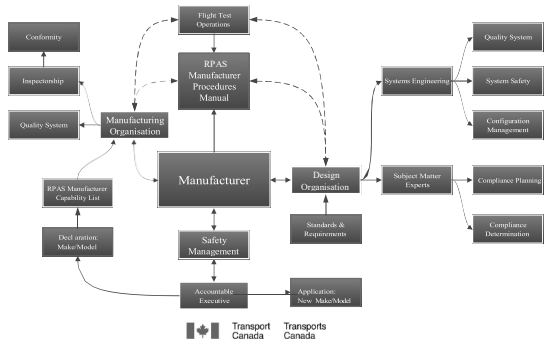 Flight Test
Operations
Conformity
Quality System
RPAS
Manufacturer
Procedures
Manual
Inspectorship
Systems Engineering
System Safety
Quality System
Manufacturing
Organisation
Configuration
Management
Manufacturer
Design
Organisation
Subject Matter
Experts
Compliance Planning
RPAS Manufacturer
Capability List
Standards &
Requirements
Compliance
Determination
Declaration:
Make/Model
Safety
Management
Accountable
Executive
Application:
New Make/Model
Transport
Canada
Transports
Canada